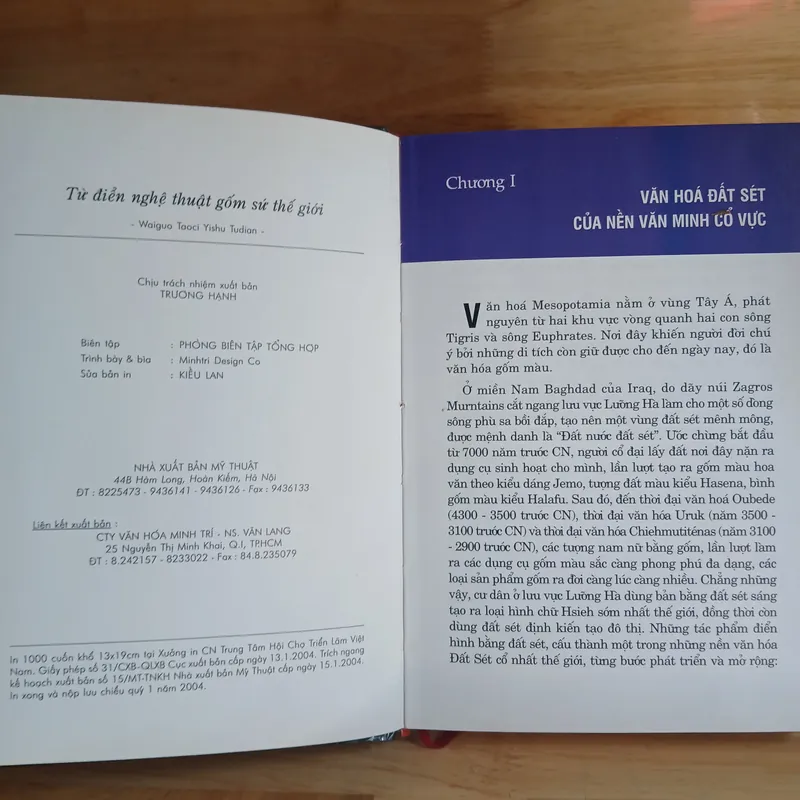 Từ điển nghệ thuật gốm sứ thế giới
- Waiguo Taoci Yishu Tudian -
Chịu trách nhiệm xuất bản
TRƯƠNG HẠNH
Biên tập : PHÒNG BIÊN TẬP TỔNG HỢP
Trình bày & bìa : Minhtri Design Co
Sửa bản in : KIỀU LAN
NHÀ XUẤT BẢN MỸ THUẬT
44B Hàm Long, Hoàn Kiếm, Hà Nội
ĐT : 8225473 - 9436141 - 9436126 - Fax : 9436133
Liên kết xuất bản :
CTY VĂN HÓA MINH TRÍ - NS. VĂN LANG
25 Nguyễn Thị Minh Khai, Q.I, TP.HCM
ĐT : 8.242157 - 8233022 - Fax : 84.8.235079
In 1000 cuốn khổ 13x19cm tại Xưởng in CN Trung Tâm Hội Chợ Triển Lãm Việt
Nam. Giấy phép số 31/CXB-QLXB Cục xuất bản cấp ngày 13.1.2004. Trích ngang
kế hoạch xuất bản số 15/MT-TNKH Nhà xuất bản Mỹ Thuật cấp ngày 15.1.2004.
In xong và nộp lưu chiểu quý 1 năm 2004.
Chương I
VĂN HOÁ ĐẤT SÉT
CỦA NỀN VĂN MINH CỔ VỰC
Văn hoá Mesopotamia nằm ở vùng Tây Á, phát
nguyên từ hai khu vực vòng quanh hai con sông
Tigris và sông Euphrates. Nơi đây khiến người đời chú
ý bởi những di tích còn giữ được cho đến ngày nay, đó là
văn hóa gốm màu.
Ở miền Nam Baghdad của Iraq, do dãy núi Zagros
Murntains cắt ngang lưu vực Lưỡng Hà làm cho một số dòng
sông phù sa bồi đắp, tạo nên một vùng đất sét mênh mông,
được mệnh danh là “Đất nước đất sét”. Ước chừng bắt đầu
từ 7000 năm trước CN, người cổ đại lấy đất nơi đây nặn ra
dụng cụ sinh hoạt cho mình, lần lượt tạo ra gốm màu hoa
văn theo kiểu dáng Jemo, tượng đất màu kiểu Hasena, bình
gốm màu kiểu Halafu. Sau đó, đến thời đại văn hoá Oubede
(4300 - 3500 trước CN), thời đại văn hóa Uruk (năm 3500 -
3100 trước CN) và thời đại văn hóa Chiehmutiténas (năm 3100
- 2900 trước CN), các tượng nam nữ bằng gốm, lần lượt làm
ra các dụng cụ gốm màu sắc càng phong phú đa dạng, các
loại sản phẩm gốm ra đời càng lúc càng nhiều. Chẳng những
vậy, cư dân ở lưu vực Lưỡng Hà dùng bản bằng đất sét sáng
tạo ra loại hình chữ Hsieh sớm nhất thế giới, đồng thời còn
dùng đất sét định kiến tạo đô thị. Những tác phẩm điển
hình bằng đất sét, cấu thành một trong những nền văn hóa
Đất Sét cổ nhất thế giới, từng bước phát triển và mở rộng: